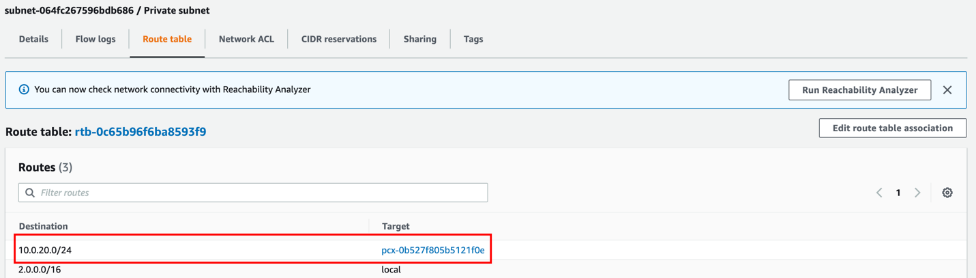 subnet-064fc267596bdb686 / Private subnet
Details Flow logs Route table Network ACL CIDR reservations Sharing Tags
You can now check network connectivity with Reachability Analyzer Run Reachability Analyzer
Route table: rtb-0c65b96f6ba8593f9 Edit route table association
Routes (3)
Filter routes 1
Destination Target
10.0.20.0/24 pcx-0b527f805b5121f0e
2.0.0.0/16 local